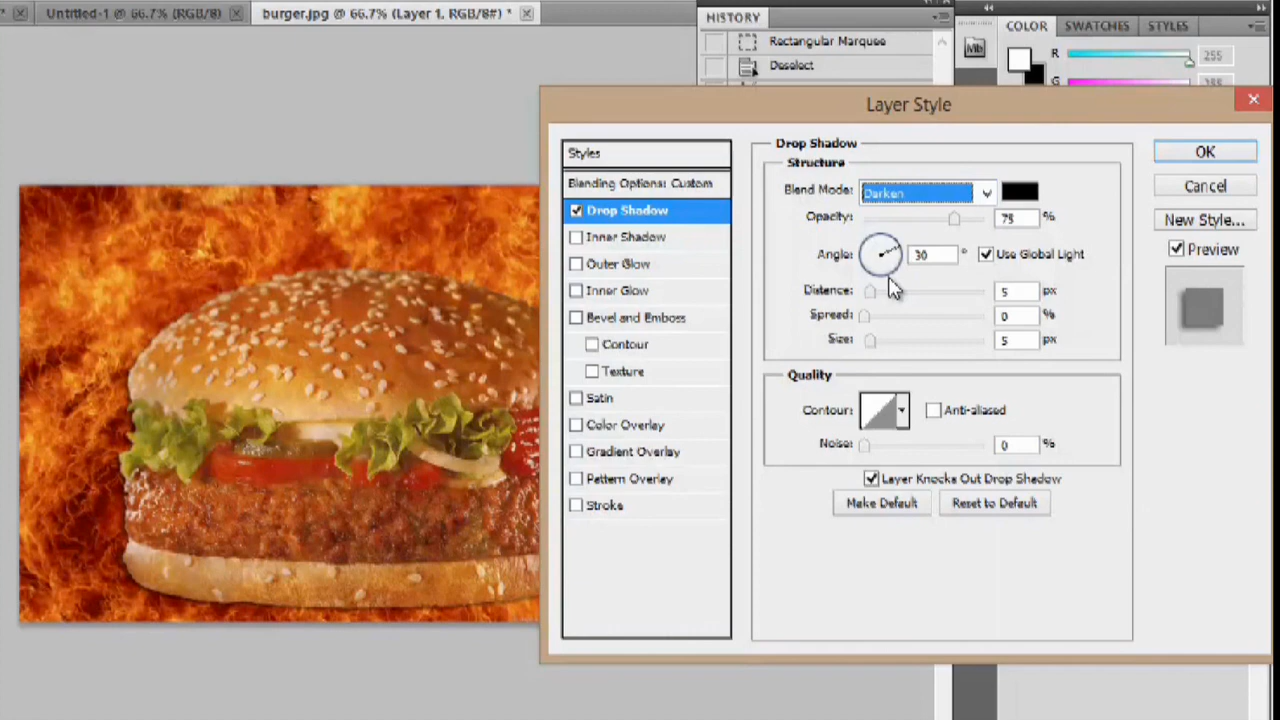 * Untitled-1 @ 66.7% (RGB/8) burger.jpg @ 66.7% (Layer 1, RGB/8#) *
HISTORY
Rectangular Marquee
Deselect
Mb
COLOR SWATCHES STYLES
R 255
G
Layer Style
Styles
Blending Options: Custom
Drop Shadow
Inner Shadow
Outer Glow
Inner Glow
Bevel and Emboss
Contour
Texture
Satin
Color Overlay
Gradient Overlay
Pattern Overlay
Stroke
Drop Shadow
Structure
Blend Mode: Darken
Opacity: 75 %
Angle: 30 ° Use Global Light
Distance: 5 px
Spread: 0 %
Size: 5 px
Quality
Contour: Anti-aliased
Noise: 0 %
Layer Knocks Out Drop Shadow
Make Default Reset to Default
OK
Cancel
New Style...
Preview